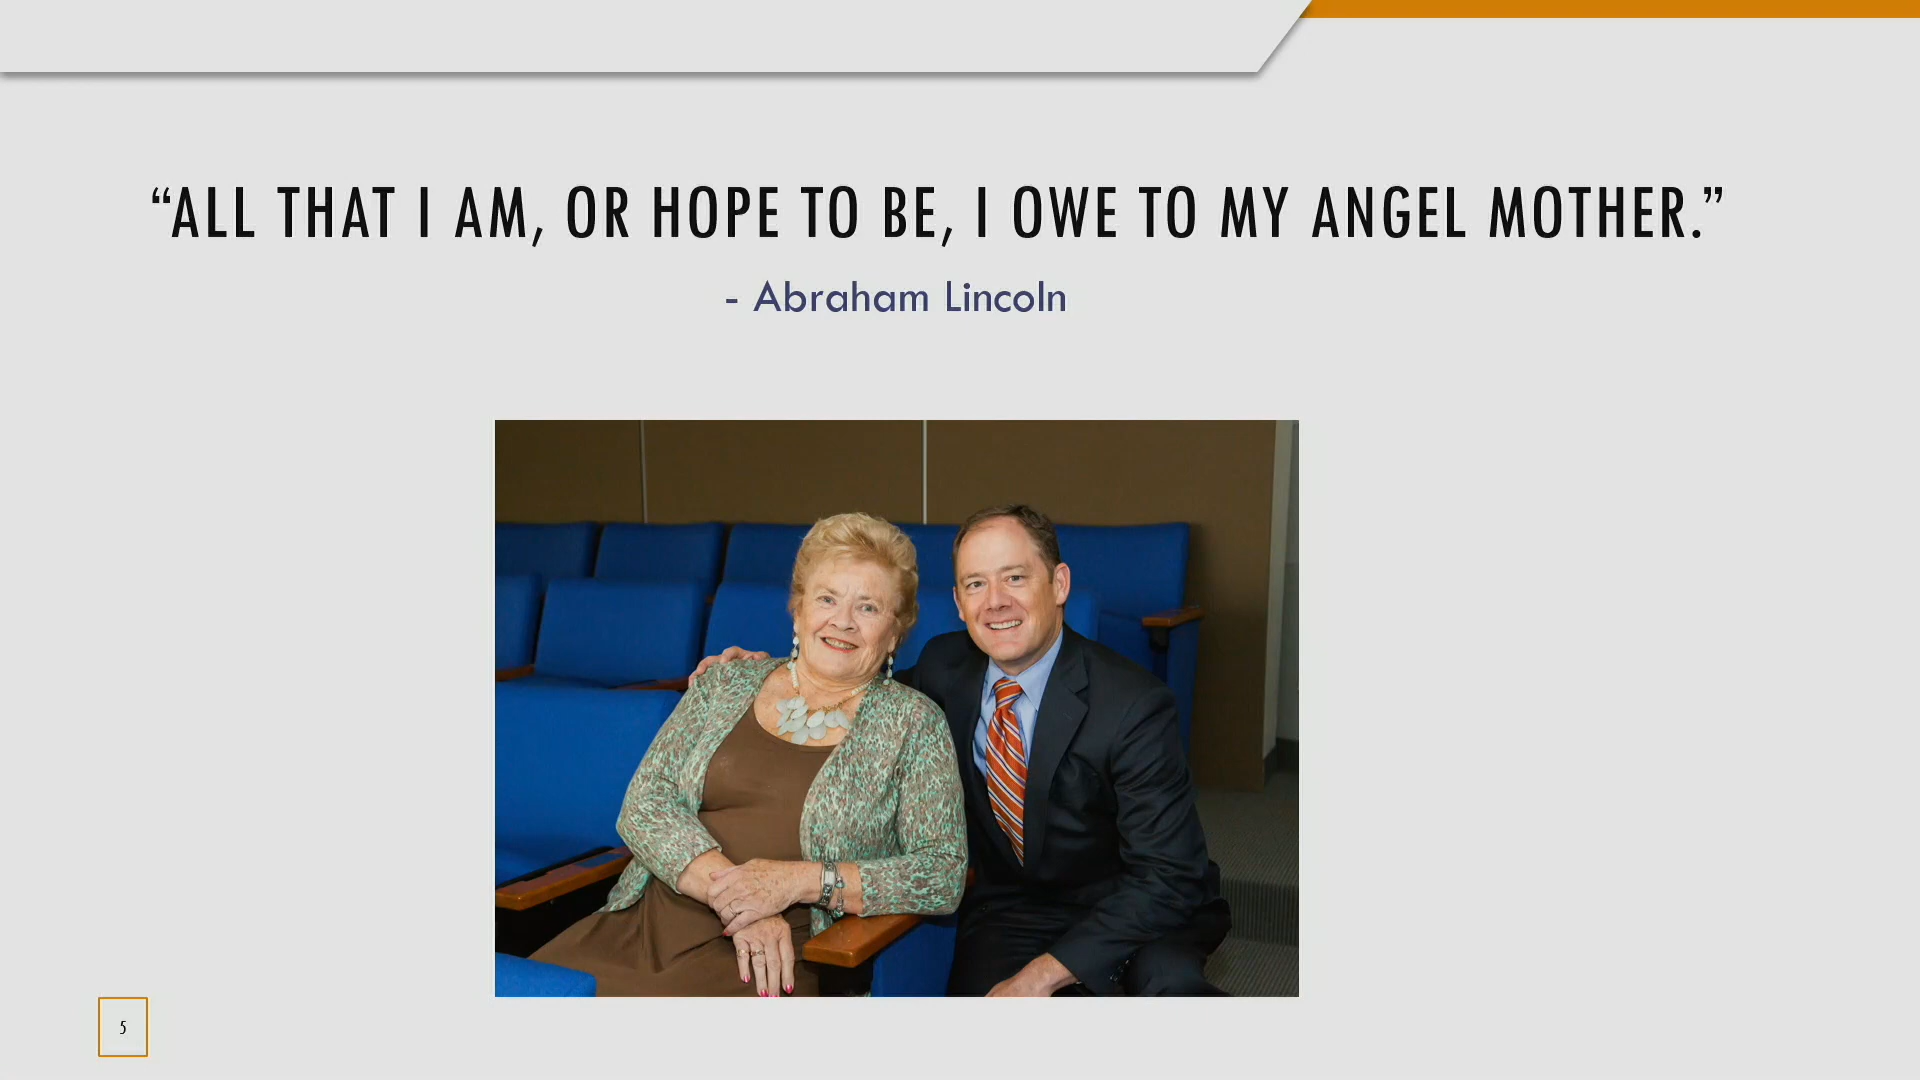 “ALL THAT I AM, OR HOPE TO BE, I OWE TO MY ANGEL MOTHER.”
- Abraham Lincoln
5